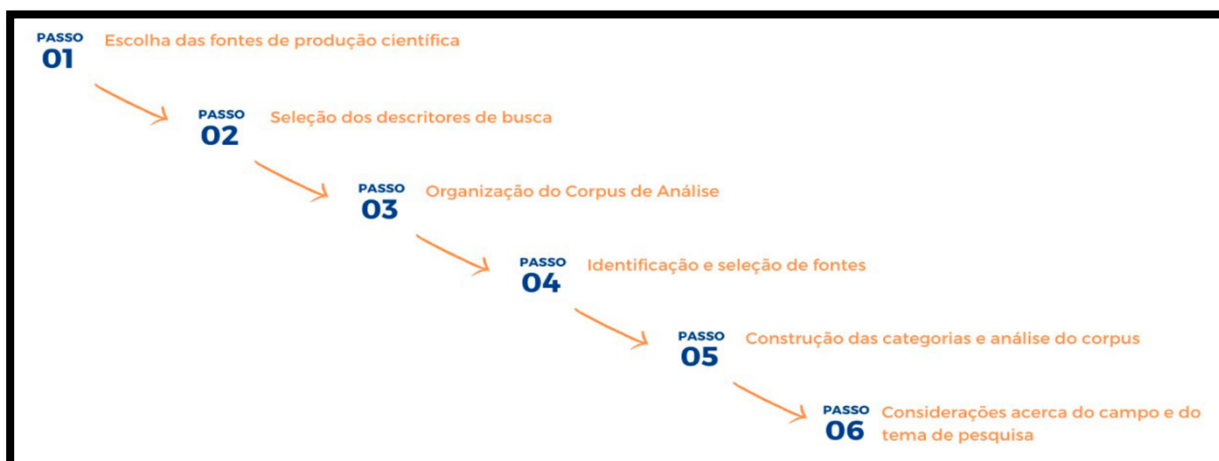 PASSO
01
Escolha das fontes de produção científica
PASSO
02
Seleção dos descritores de busca
PASSO
03
Organização do Corpus de Análise
PASSO
04
Identificação e seleção de fontes
PASSO
05
Construção das categorias e análise do corpus
PASSO
06
Considerações acerca do campo e do
tema de pesquisa